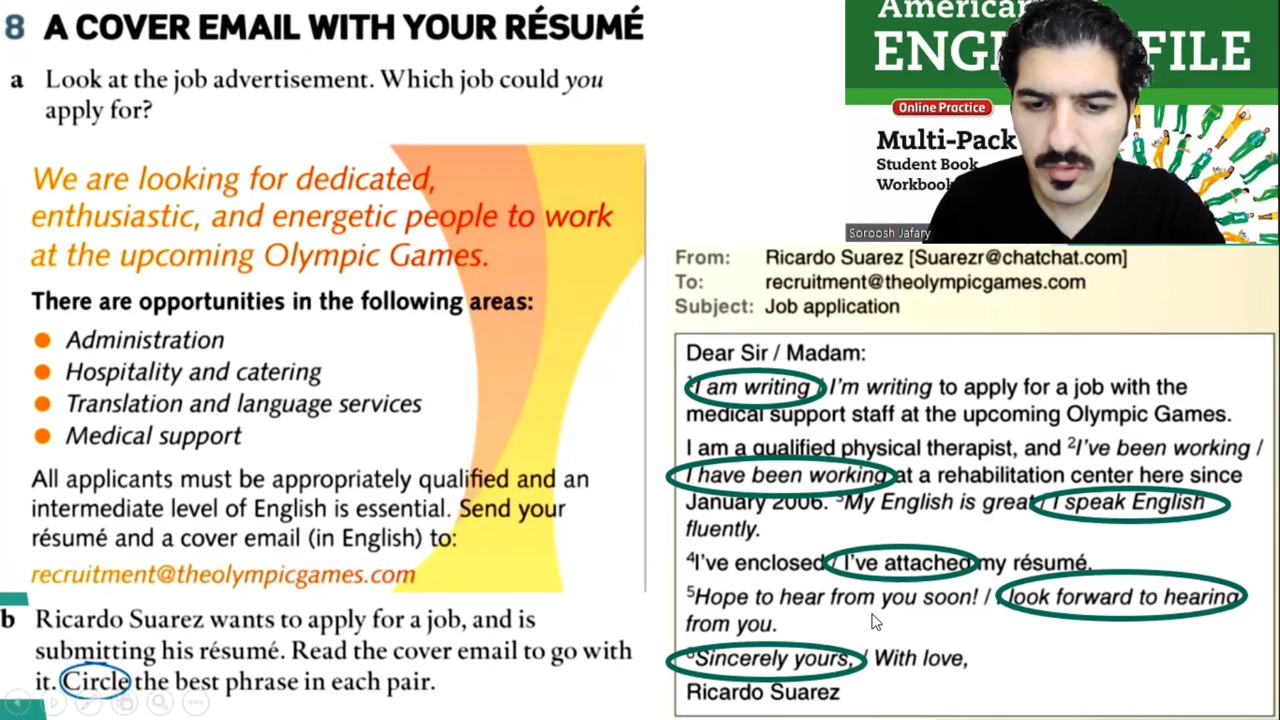 8 A COVER EMAIL WITH YOUR RÉSUMÉ
a Look at the job advertisement. Which job could you
apply for?
We are looking for dedicated,
enthusiastic, and energetic people to work
at the upcoming Olympic Games.
There are opportunities in the following areas:
Administration
Hospitality and catering
Translation and language services
Medical support
All applicants must be appropriately qualified and an
intermediate level of English is essential. Send your
résumé and a cover email (in English) to:
recruitment@theolympicgames.com
b Ricardo Suarez wants to apply for a job, and is
submitting his résumé. Read the cover email to go with
it. Circle the best phrase in each pair.
American
ENG FILE
Online Practice
Multi-Pack
Student Book
Workbook
Soroosh Jafary
From: Ricardo Suarez [Suarezr@chatchat.com]
To: recruitment@theolympicgames.com
Subject: Job application
Dear Sir / Madam:
1I am writing / I'm writing to apply for a job with the
medical support staff at the upcoming Olympic Games.
I am a qualified physical therapist, and 2I've been working /
I have been working at a rehabilitation center here since
January 2006. 3My English is great / I speak English
fluently.
4I've enclosed / I've attached my résumé.
5Hope to hear from you soon! / I look forward to hearing
from you.
6Sincerely yours, / With love,
Ricardo Suarez